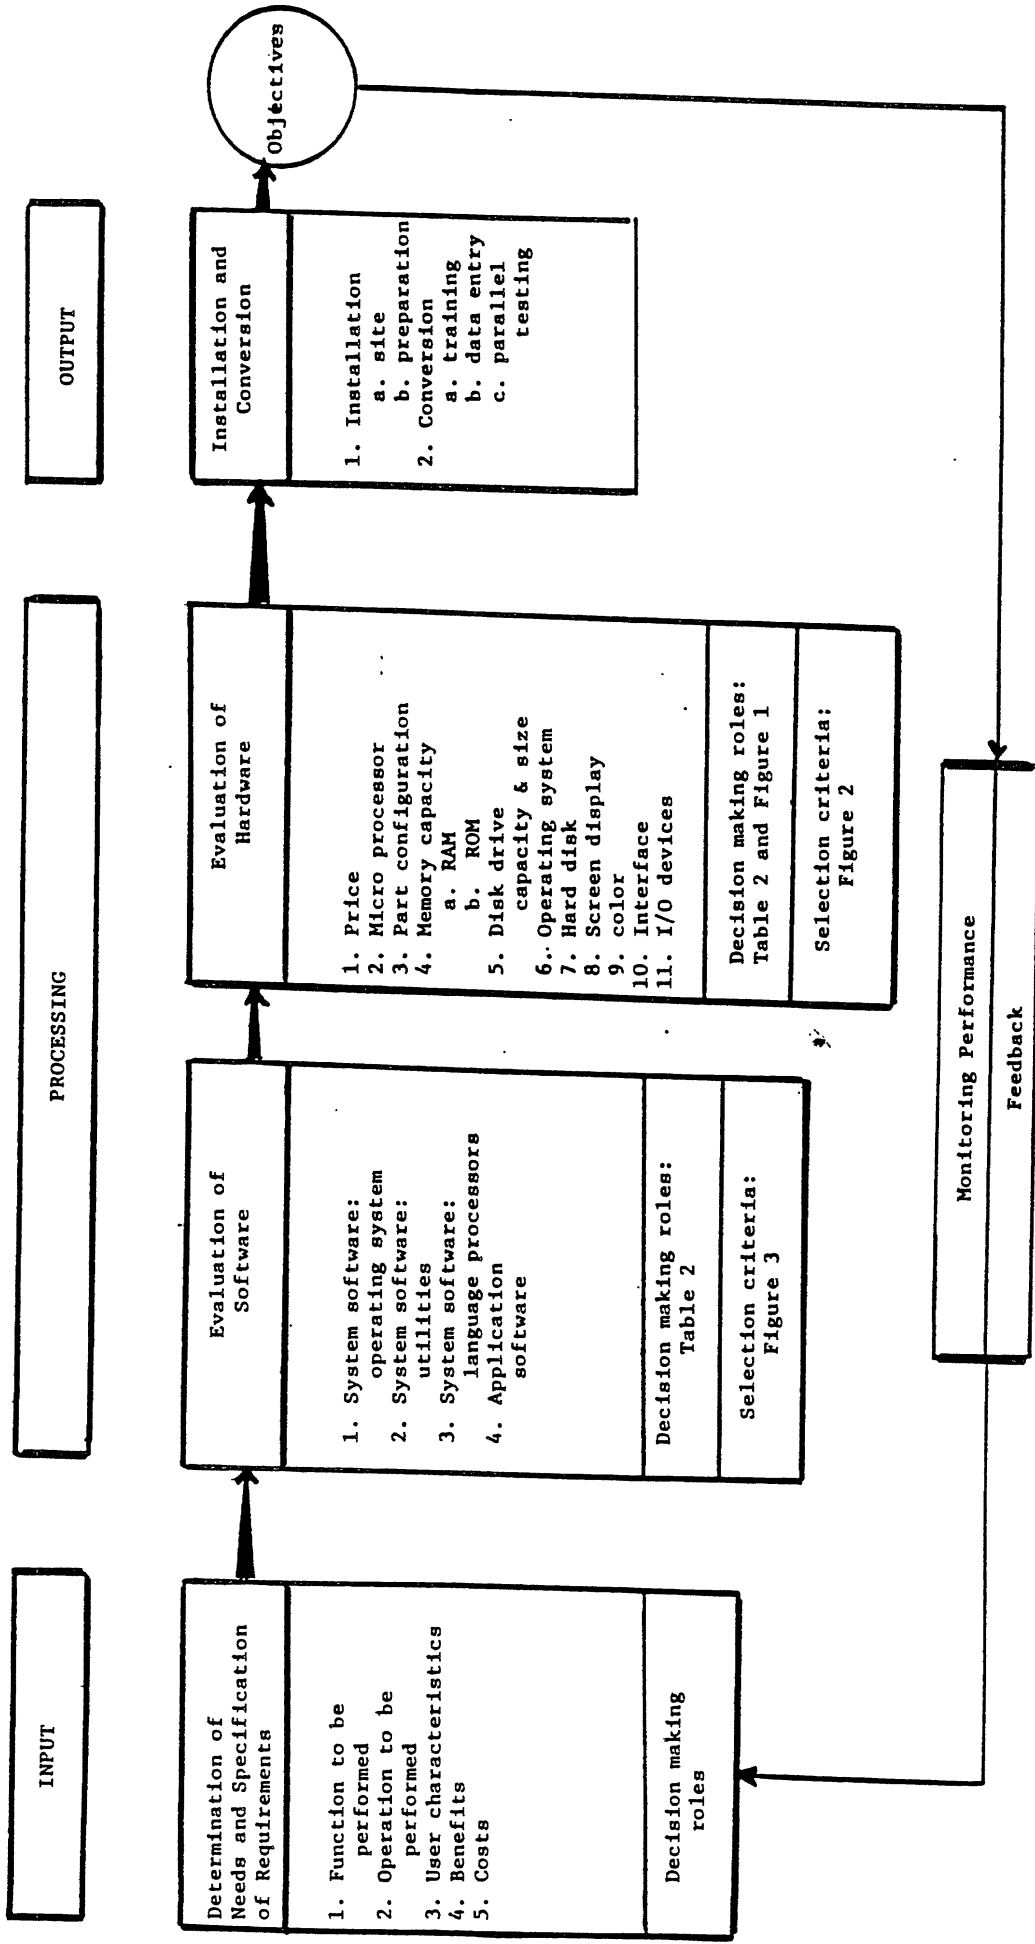 INPUT
PROCESSING
OUTPUT
Determination of
Needs and Specification
of Requirements
1. Function to be
performed
2. Operation to be
performed
3. User characteristics
4. Benefits
5. Costs
Decision making
roles
Evaluation of
Software
1. System software:
operating system
2. System software:
utilities
3. System software:
language processors
4. Application
software
Decision making roles:
Table 2
Selection criteria:
Figure 3
Evaluation of
Hardware
1. Price
2. Micro processor
3. Part configuration
4. Memory capacity
a. RAM
b. ROM
5. Disk drive
capacity & size
6. Operating system
7. Hard disk
8. Screen display
9. color
10. Interface
11. I/O devices
Decision making roles:
Table 2 and Figure 1
Selection criteria:
Figure 2
Installation and
Conversion
1. Installation
a. site
b. preparation
2. Conversion
a. training
b. data entry
c. parallel
testing
Objectives
Monitoring Performance
Feedback